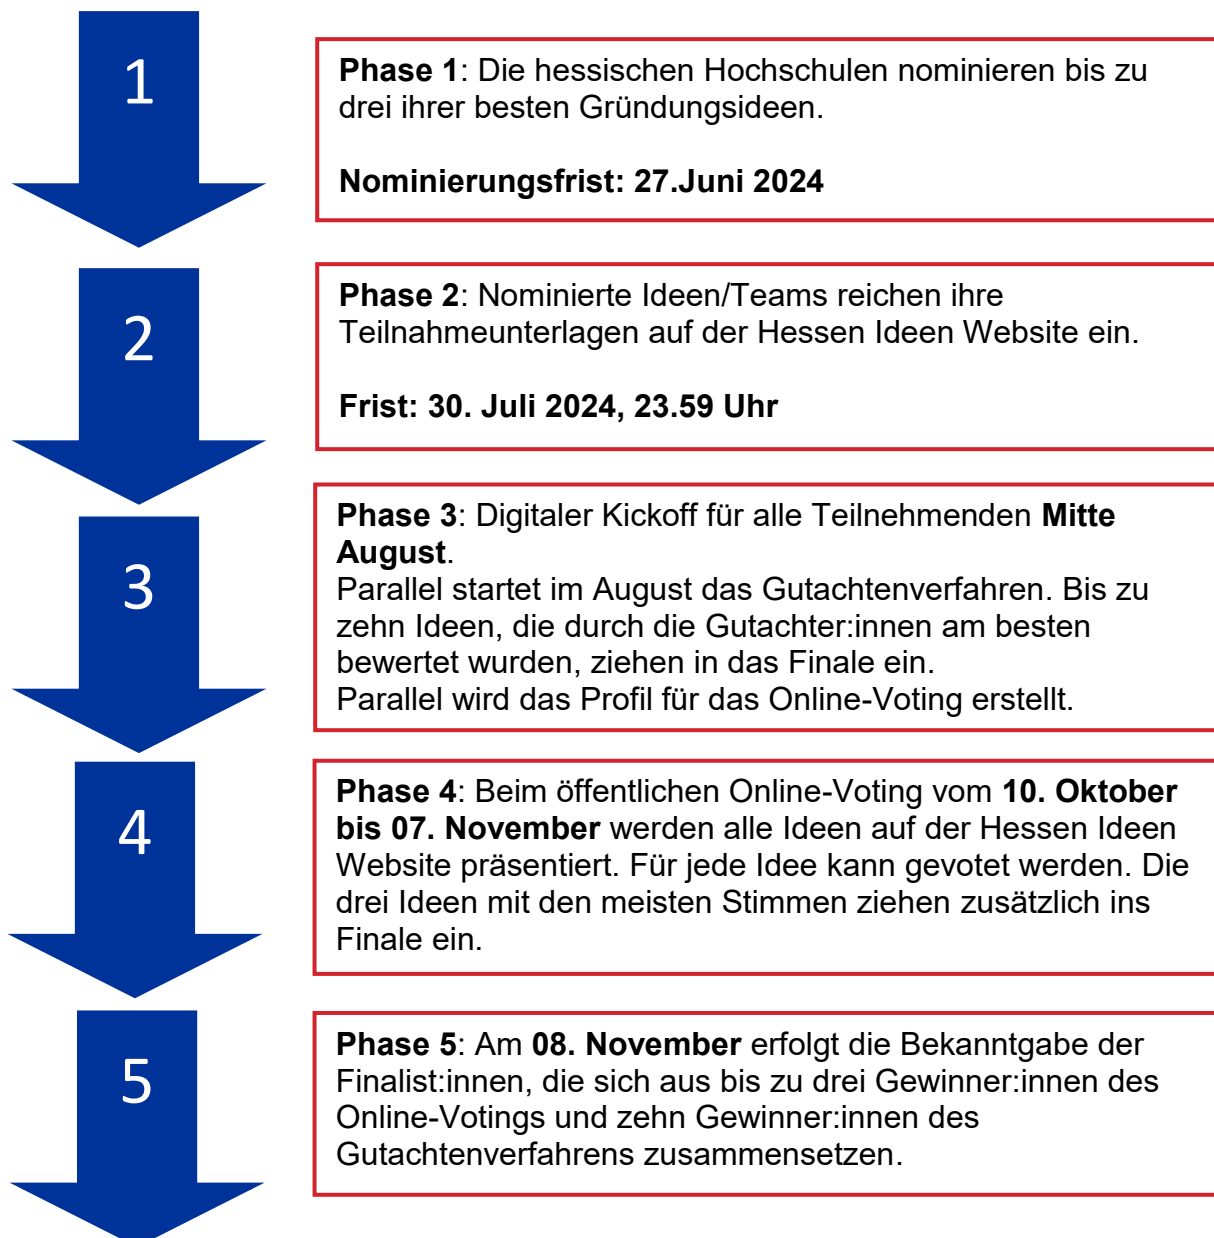 1
Phase 1: Die hessischen Hochschulen nominieren bis zu
drei ihrer besten Gründungsideen.
Nominierungsfrist: 27.Juni 2024
2
Phase 2: Nominierte Ideen/Teams reichen ihre
Teilnahmeunterlagen auf der Hessen Ideen Website ein.
Frist: 30. Juli 2024, 23.59 Uhr
3
Phase 3: Digitaler Kickoff für alle Teilnehmenden Mitte
August.
Parallel startet im August das Gutachtenverfahren. Bis zu
zehn Ideen, die durch die Gutachter:innen am besten
bewertet wurden, ziehen in das Finale ein.
Parallel wird das Profil für das Online-Voting erstellt.
4
Phase 4: Beim öffentlichen Online-Voting vom 10. Oktober
bis 07. November werden alle Ideen auf der Hessen Ideen
Website präsentiert. Für jede Idee kann gevotet werden. Die
drei Ideen mit den meisten Stimmen ziehen zusätzlich ins
Finale ein.
5
Phase 5: Am 08. November erfolgt die Bekanntgabe der
Finalist:innen, die sich aus bis zu drei Gewinner:innen des
Online-Votings und zehn Gewinner:innen des
Gutachtenverfahrens zusammensetzen.